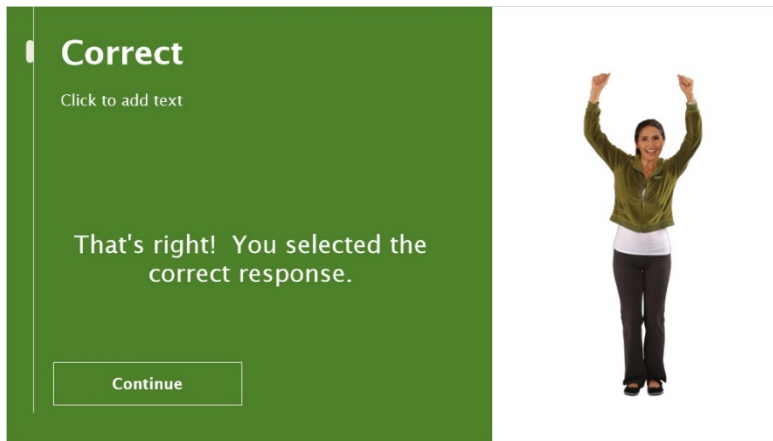 Correct
Click to add text
That's right!  You selected the
correct response.
Continue